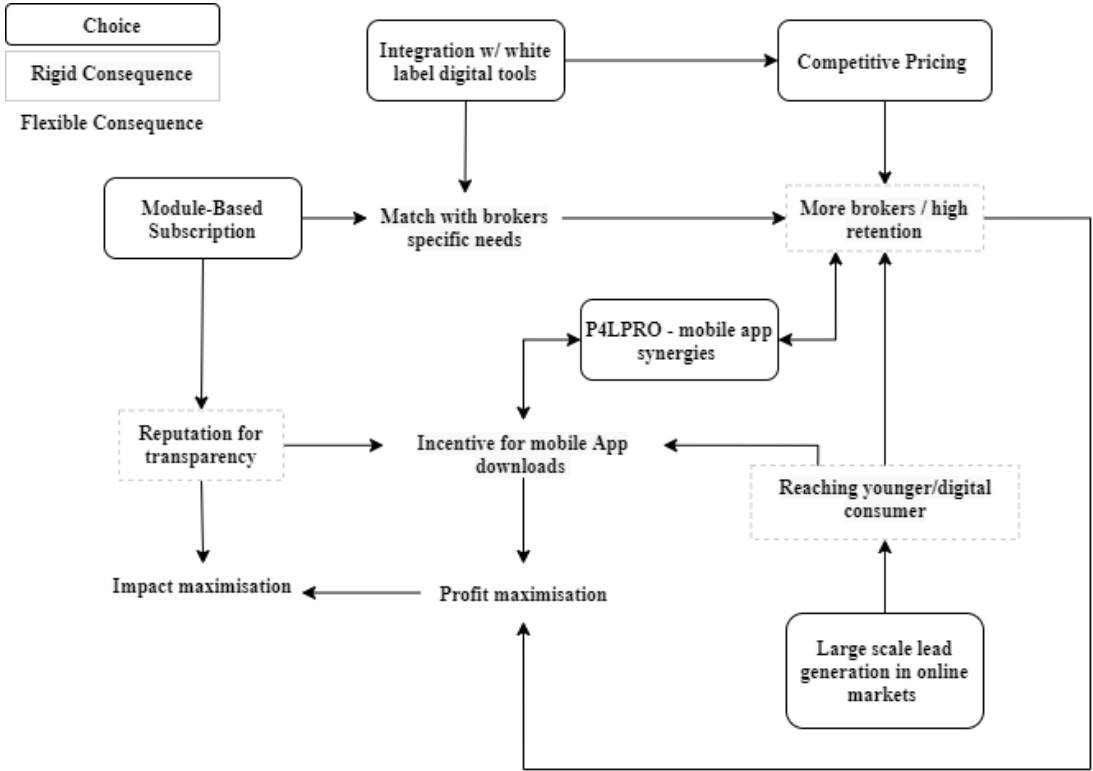 Choice
Rigid Consequence
Flexible Consequence
Integration w/ white
label digital tools
Competitive Pricing
Module-Based
Subscription
Match with brokers
specific needs
More brokers / high
retention
P4LPRO - mobile app
synergies
Reputation for
transparency
Incentive for mobile App
downloads
Reaching younger/digital
consumer
Impact maximisation
Profit maximisation
Large scale lead
generation in online
markets